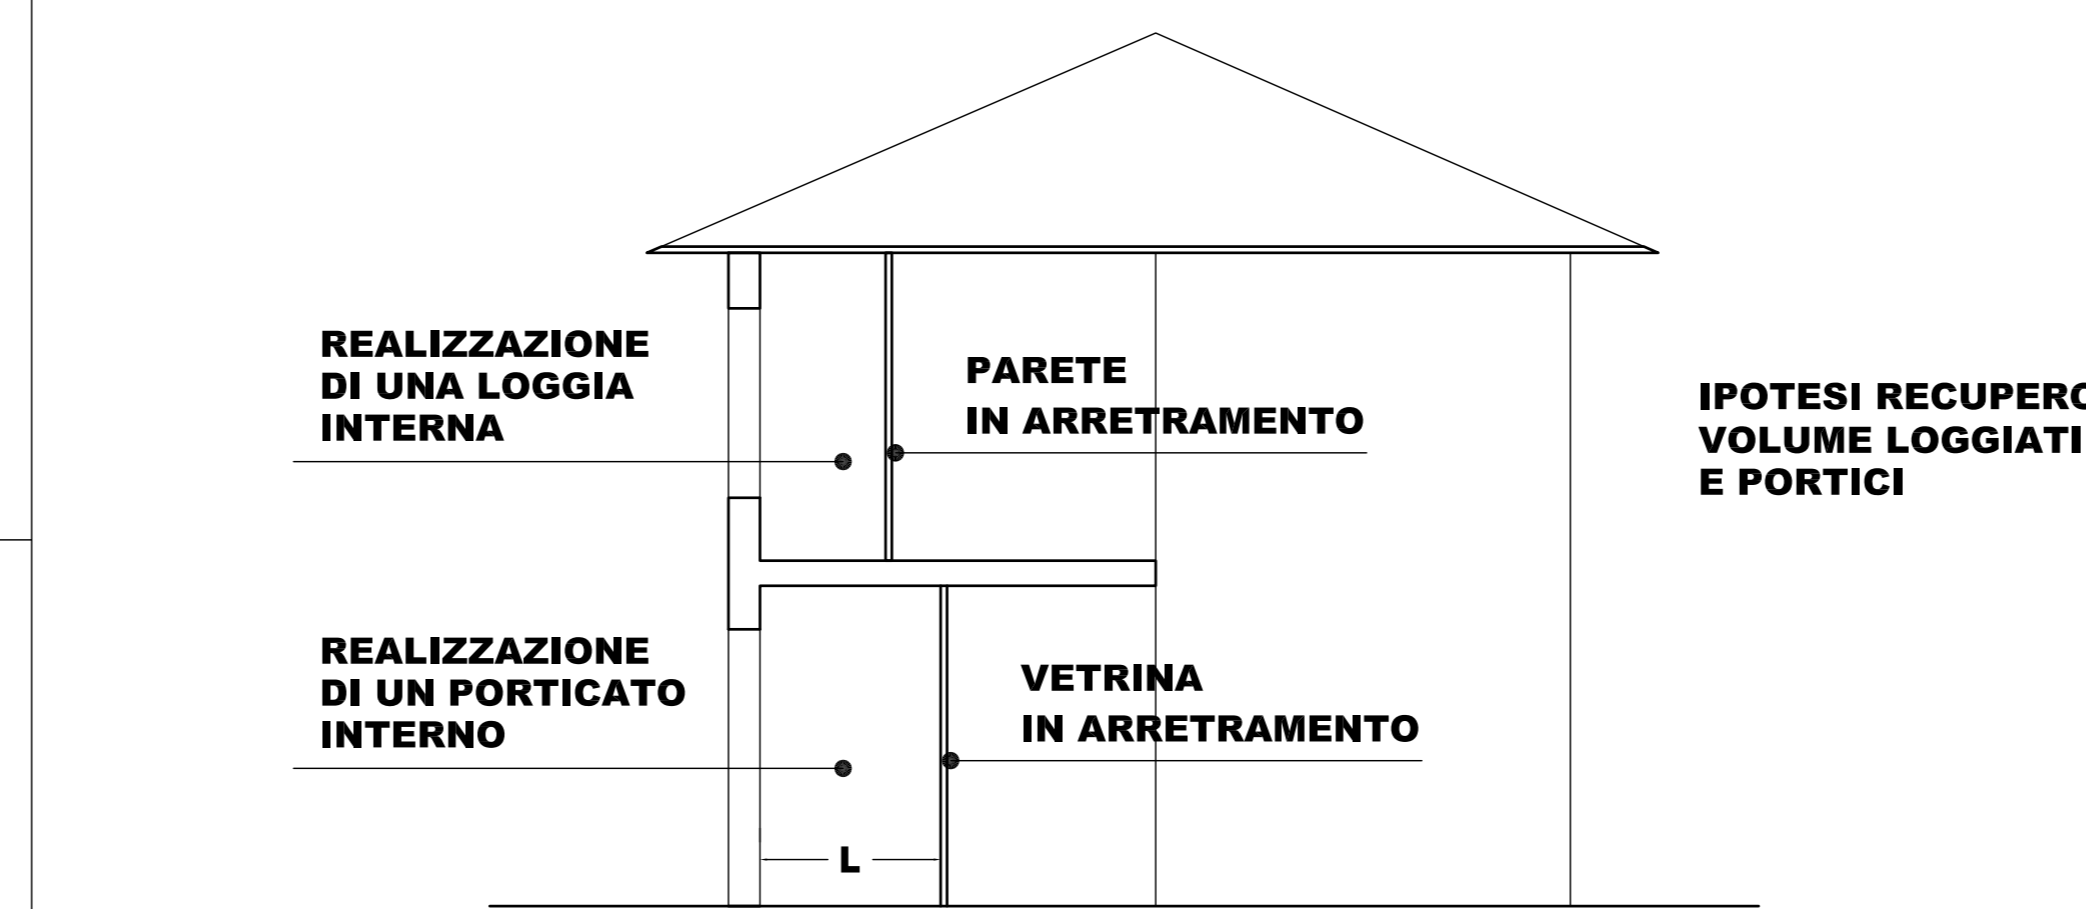 REALIZZAZIONE
DI UNA LOGGIA
INTERNA
PARETE
IN ARRETRAMENTO
IPOTESI RECUPERO
VOLUME LOGGIATI
E PORTICI
REALIZZAZIONE
DI UN PORTICATO
INTERNO
VETRINA
IN ARRETRAMENTO
L